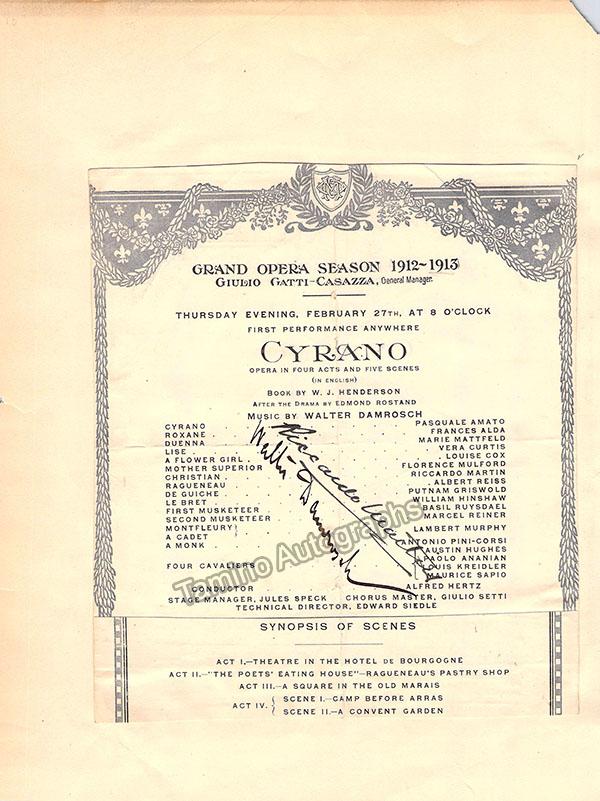 GRAND OPERA SEASON 1912-1913
GIULIO GATTI-CASAZZA, General Manager.
THURSDAY EVENING, FEBRUARY 27TH, AT 8 O'CLOCK
FIRST PERFORMANCE ANYWHERE
CYRANO
OPERA IN FOUR ACTS AND FIVE SCENES
(IN ENGLISH)
BOOK BY W. J. HENDERSON
AFTER THE DRAMA BY EDMOND ROSTAND
MUSIC BY WALTER DAMROSCH
CYRANO . PASQUALE AMATO
ROXANE . FRANCES ALDA
DUENNA . MARIE MATTFELD
LISE . VERA CURTIS
A FLOWER GIRL . LOUISE COX
MOTHER SUPERIOR . FLORENCE MULFORD
CHRISTIAN . RICCARDO MARTIN
RAGUENEAU . ALBERT REISS
DE GUICHE . PUTNAM GRISWOLD
LE BRET . WILLIAM HINSHAW
FIRST MUSKETEER BASIL RUYSDAEL
SECOND MUSKETEER MARCEL REINER
MONTFLEURY }
A CADET } LAMBERT MURPHY
A MONK . ANTONIO PINI-CORSI
AUSTIN HUGHES
PAOLO ANANIAN
FOUR CAVALIERS LOUIS KREIDLER
MAURICE SAPIO
CONDUCTOR ALFRED HERTZ
STAGE MANAGER, JULES SPECK CHORUS MASTER, GIULIO SETTI
TECHNICAL DIRECTOR, EDWARD SIEDLE
Riccardo Martin
Walter Damrosch
Tamino Autographs
SYNOPSIS OF SCENES
ACT I.—THEATRE IN THE HOTEL DE BOURGOGNE
ACT II.—"THE POETS' EATING HOUSE"—RAGUENEAU'S PASTRY SHOP
ACT III.—A SQUARE IN THE OLD MARAIS
ACT IV. { SCENE I.—CAMP BEFORE ARRAS
SCENE II.—A CONVENT GARDEN